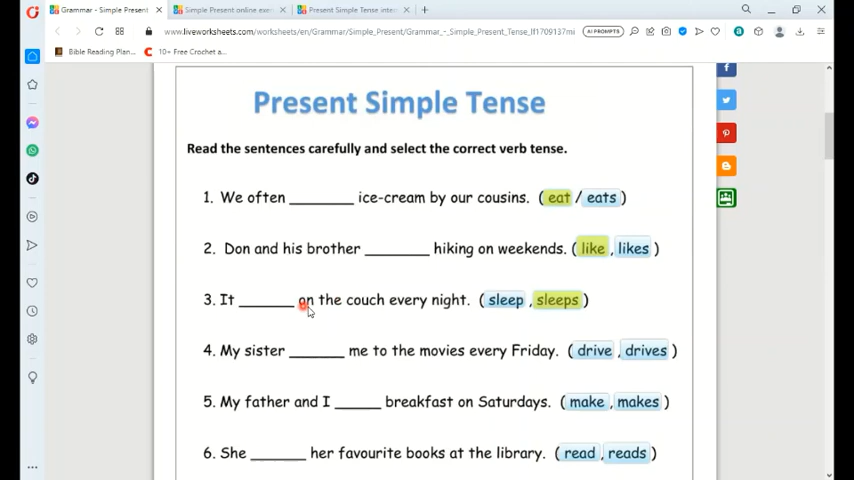 Grammar - Simple Present
Simple Present online exer
Present Simple Tense inter
www.liveworksheets.com/worksheets/en/Grammar/Simple_Present/Grammar_-_Simple_Present_Tense_lf1709137mi
AI PROMPTS
Bible Reading Plan...
10+ Free Crochet a...
Present Simple Tense
Read the sentences carefully and select the correct verb tense.
1. We often _______ ice-cream by our cousins. ( eat / eats )
2. Don and his brother _______ hiking on weekends. ( like , likes )
3. It ______ on the couch every night. ( sleep , sleeps )
4. My sister ______ me to the movies every Friday. ( drive , drives )
5. My father and I _____ breakfast on Saturdays. ( make , makes )
6. She ______ her favourite books at the library. ( read , reads )